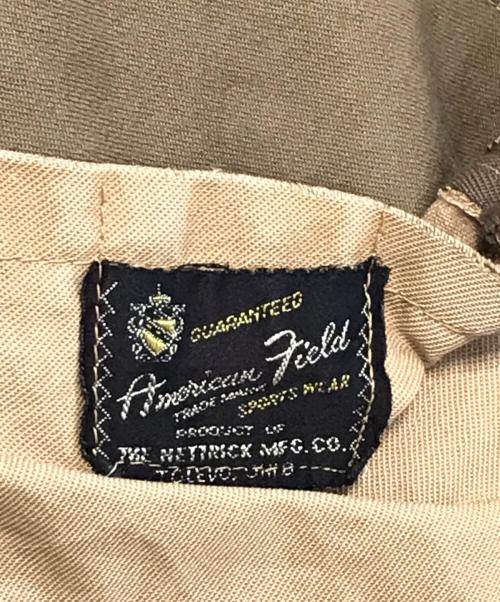 GUARANTEED
American Field
TRADE MARK
SPORTS WEAR
PRODUCT OF
THE HETTRICK MFG. CO.